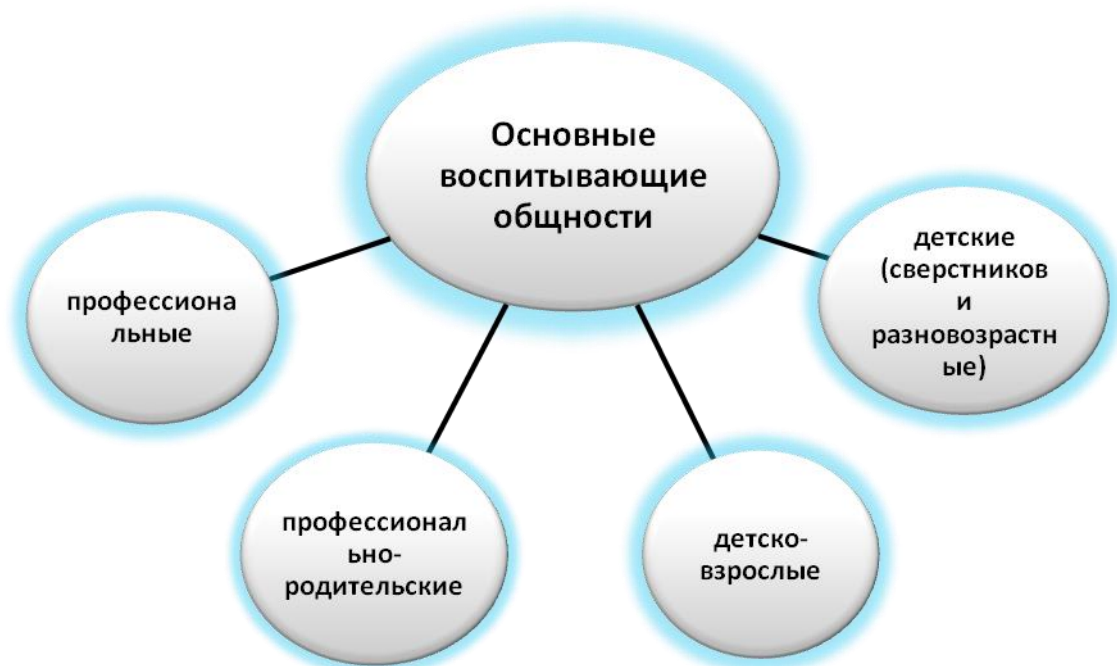 Основные
воспитывающие
общности
профессиона
льные
профессионал
ьно-
родительские
детско-
взрослые
детские
(сверстников
и
разновозрастн
ые)